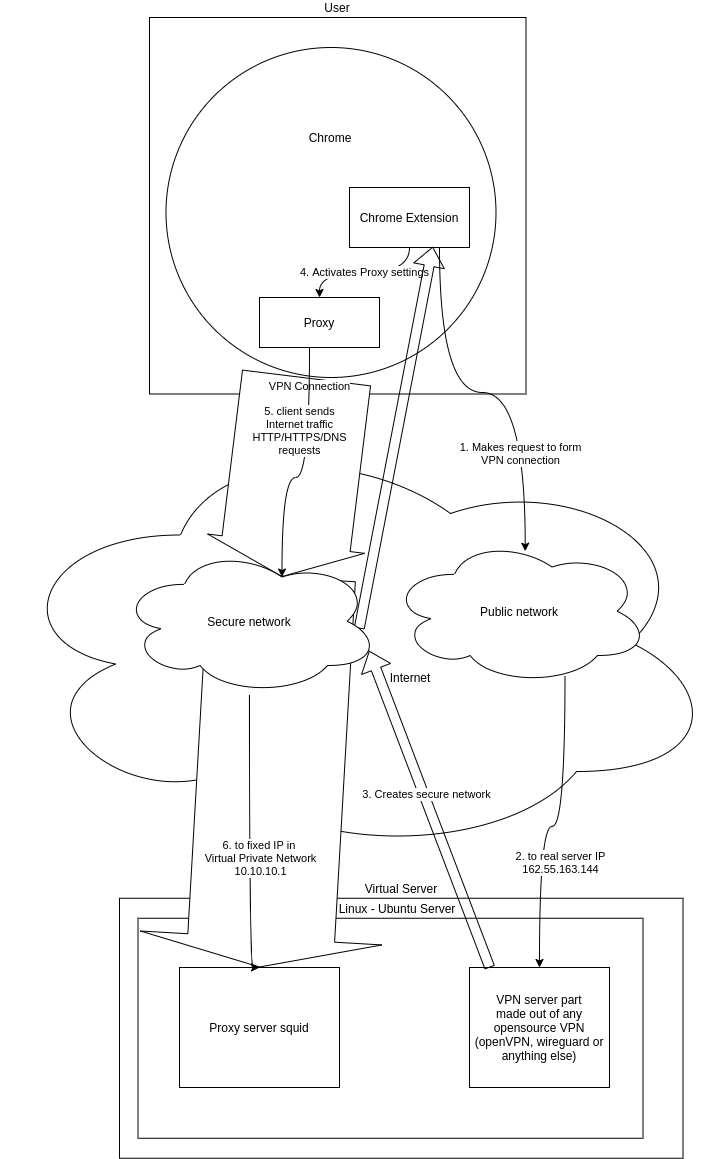 User
Chrome
Chrome Extension
4. Activates Proxy settings
Proxy
VPN Connection
5. client sends
Internet traffic
HTTP/HTTPS/DNS
requests
1. Makes request to form
VPN connection
Secure network
Public network
Internet
3. Creates secure network
6. to fixed IP in
Virtual Private Network
10.10.10.1
2. to real server IP
162.55.163.144
Virtual Server
Linux - Ubuntu Server
Proxy server squid
VPN server part
made out of any
opensource VPN
(openVPN, wireguard or
anything else)